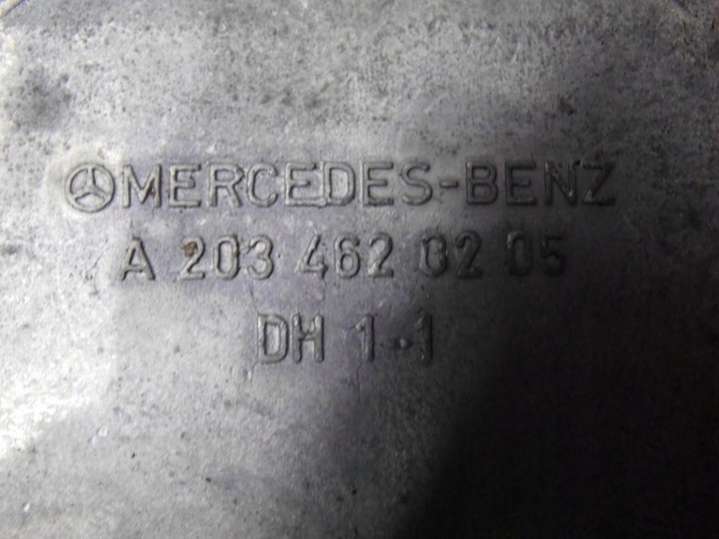 MERCEDES-BENZ
A 203 462 02 05
DH 1-1